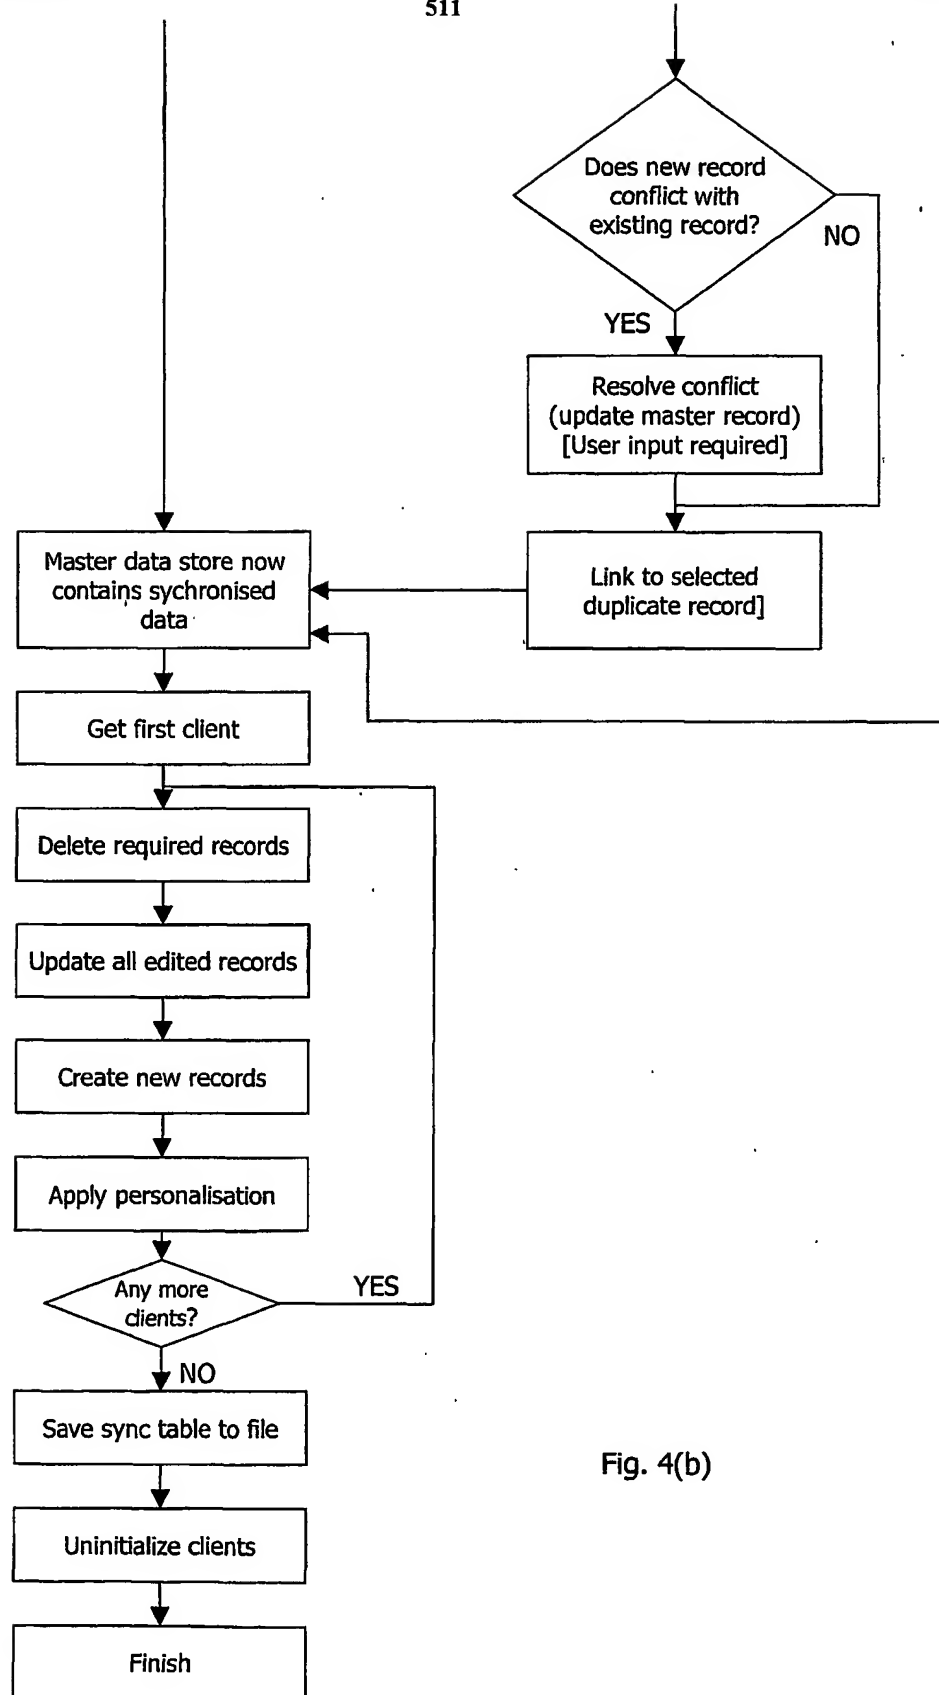 511
Does new record
conflict with
existing record?
NO
YES
Resolve conflict
(update master record)
[User input required]
Master data store now
contains sychronised
data
Link to selected
duplicate record]
Get first client
Delete required records
Update all edited records
Create new records
Apply personalisation
Any more
clients?
YES
NO
Save sync table to file
Fig. 4(b)
Uninitialize clients
Finish